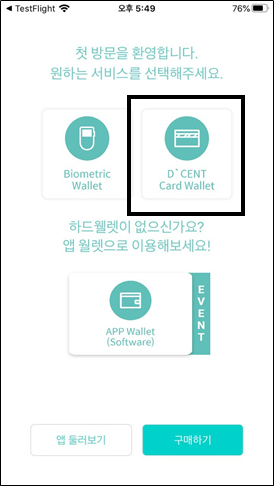 TestFlight 오후 5:49 76%
첫 방문을 환영합니다.
원하는 서비스를 선택해주세요.
Biometric
Wallet
D`CENT
Card Wallet
하드웰렛이 없으신가요?
앱 월렛으로 이용해보세요!
APP Wallet
(Software)
EVENT
앱 둘러보기
구매하기